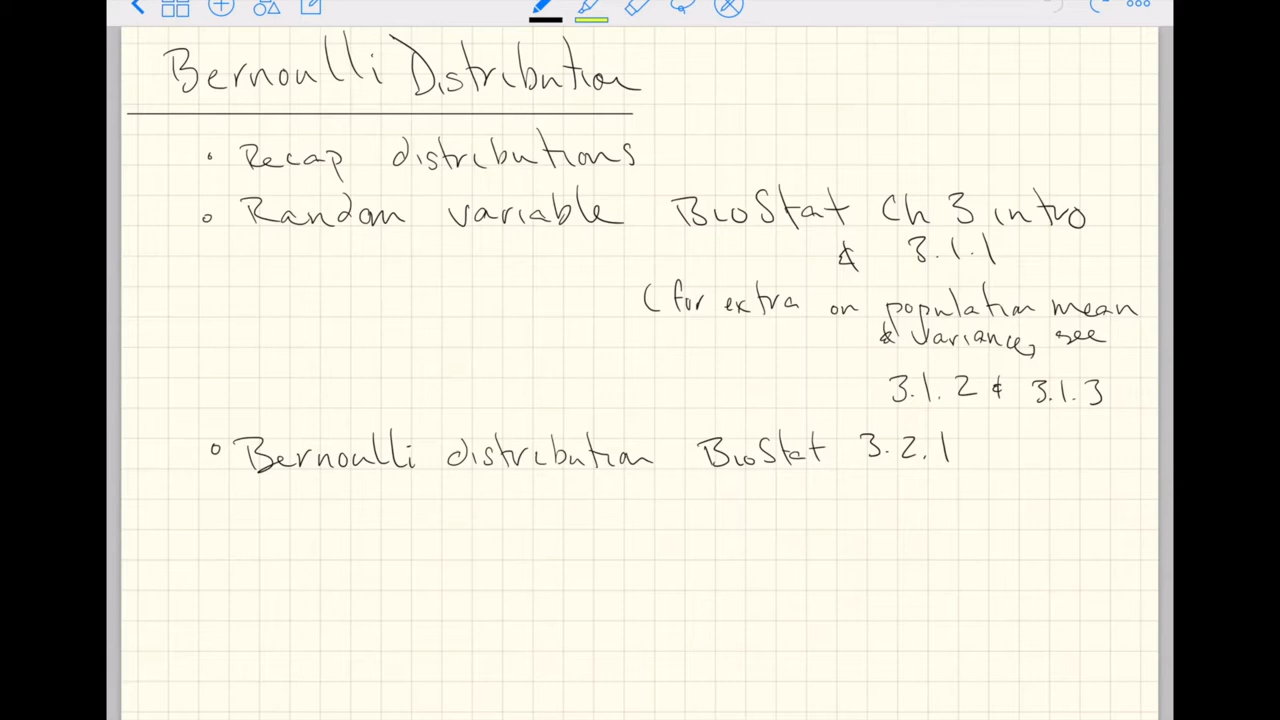 Bernoulli Distribution
• Recap distributions
• Random variable BioStat Ch 3 intro
& 3.1.1
(for extra on population mean
& variance, see
3.1.2 & 3.1.3
• Bernoulli distribution BioStat 3.2.1